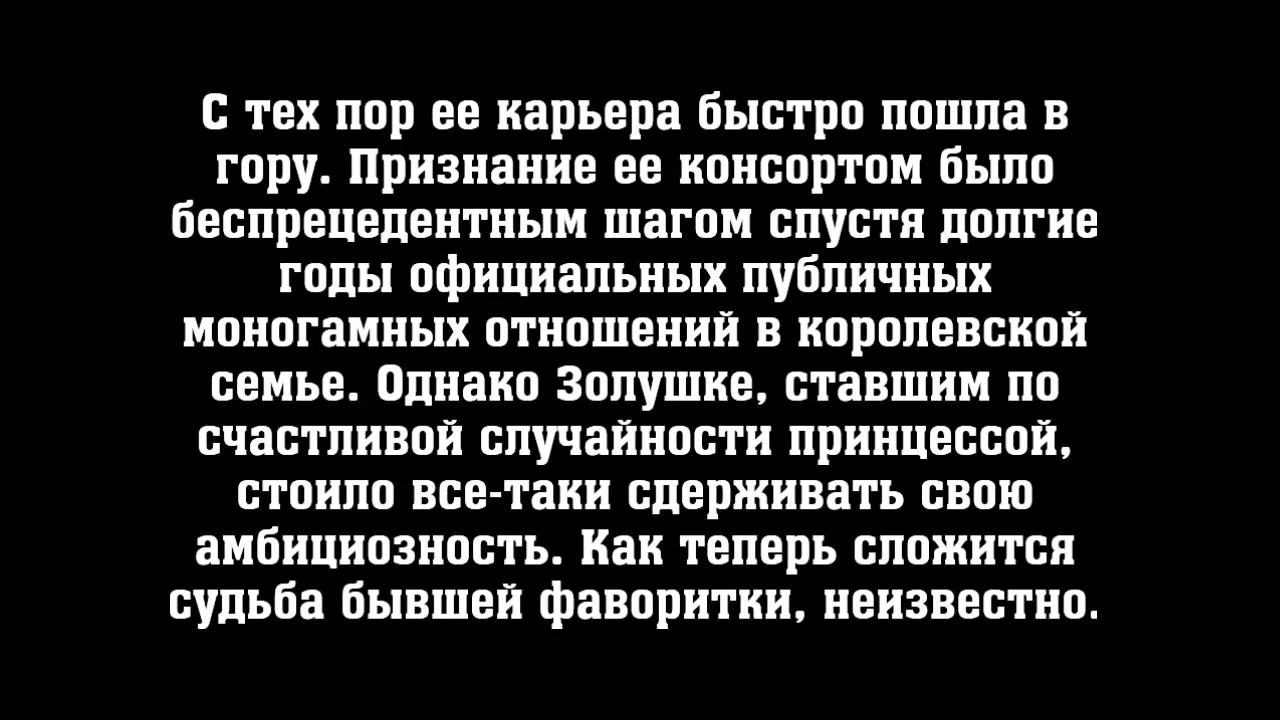 С тех пор ее карьера быстро пошла в
гору. Признание ее консортом было
беспрецедентным шагом спустя долгие
годы официальных публичных
моногамных отношений в королевской
семье. Однако Золушке, ставшим по
счастливой случайности принцессой,
стоило все-таки сдерживать свою
амбициозность. Как теперь сложится
судьба бывшей фаворитки, неизвестно.